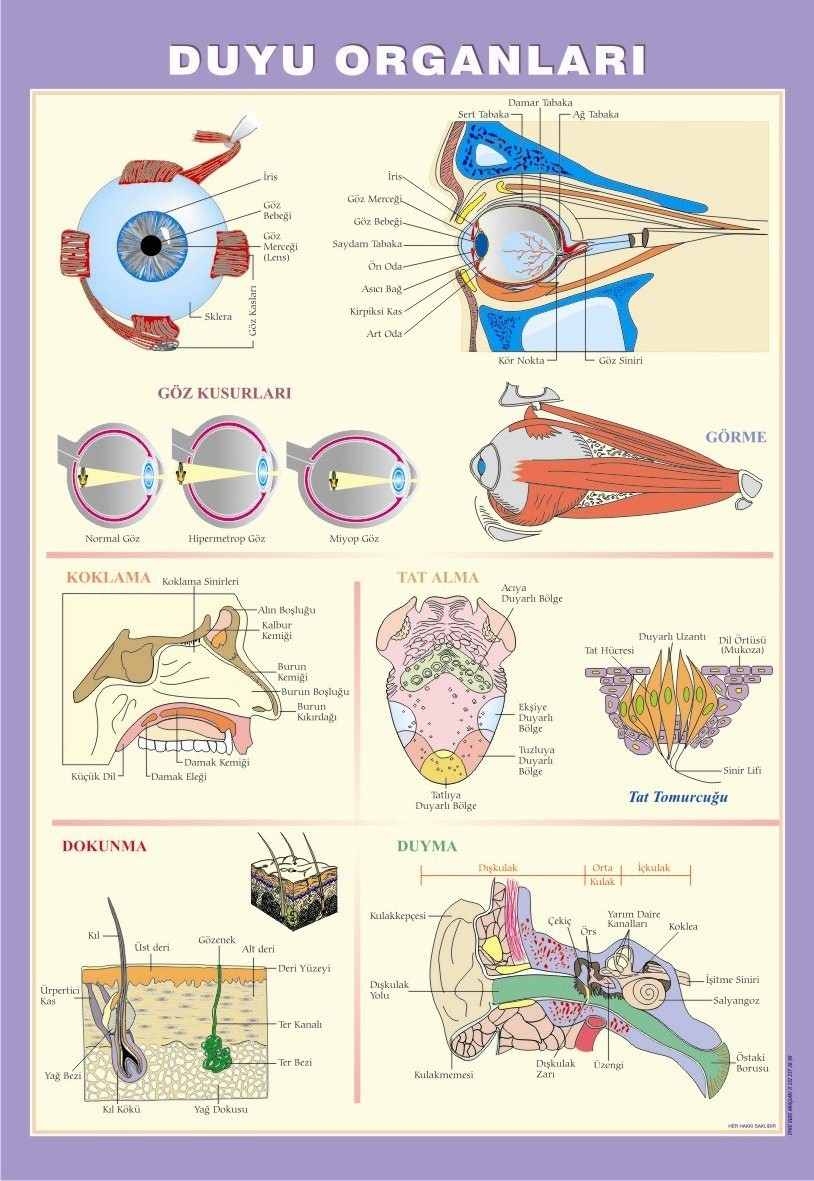 DUYU ORGANLARI
İris
Göz
Bebeği
Göz
Merceği
(Lens)
Göz Kasları
Sklera
Damar Tabaka
Sert Tabaka
Ağ Tabaka
İris
Göz Merceği
Göz Bebeği
Saydam Tabaka
Ön Oda
Asıcı Bağ
Kirpiksi Kas
Art Oda
Kör Nokta
Göz Siniri
GÖZ KUSURLARI
Normal Göz
Hipermetrop Göz
Miyop Göz
GÖRME
KOKLAMA
Koklama Sinirleri
Alın Boşluğu
Kalbur
Kemiği
Burun
Kemiği
Burun Boşluğu
Burun
Kıkırdağı
Damak Kemiği
Küçük Dil
Damak Eleği
TAT ALMA
Acıya
Duyarlı Bölge
Ekşiye
Duyarlı
Bölge
Tuzluya
Duyarlı
Bölge
Tatlıya
Duyarlı Bölge
Tat Hücresi
Duyarlı Uzantı
Dil Örtüsü
(Mukoza)
Sinir Lifi
Tat Tomurcuğu
DOKUNMA
Kıl
Üst deri
Gözenek
Alt deri
Deri Yüzeyi
Ürpertici
Kas
Ter Kanalı
Ter Bezi
Yağ Bezi
Kıl Kökü
Yağ Dokusu
DUYMA
Dışkulak
Orta
Kulak
İçkulak
Kulakkepçesi
Çekiç
Örs
Yarım Daire
Kanalları
Koklea
İşitme Siniri
Salyangoz
Dışkulak
Yolu
Kulakmemesi
Dışkulak
Zarı
Üzengi
Östaki
Borusu
HER HAKKI SAKLIDIR